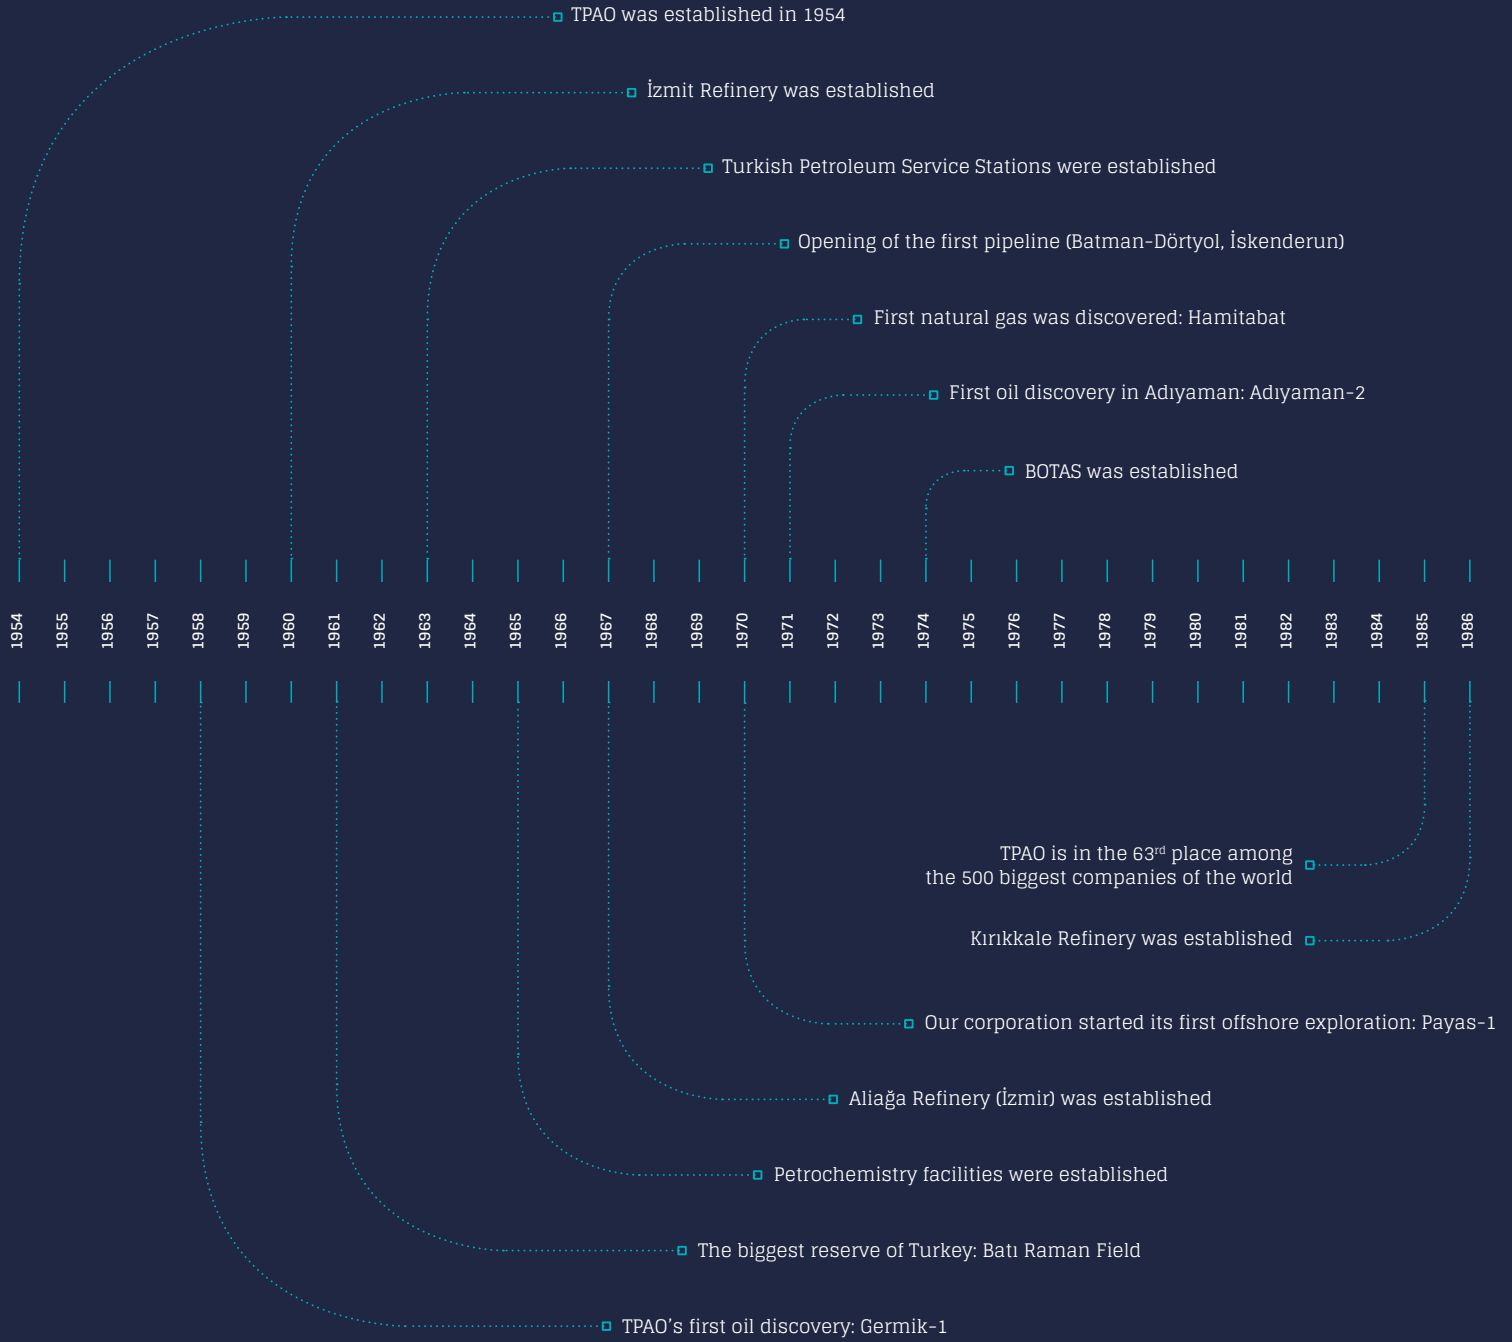 TPAO was established in 1954
İzmit Refinery was established
Turkish Petroleum Service Stations were established
Opening of the first pipeline (Batman-Dörtyol, İskenderun)
First natural gas was discovered: Hamitabat
First oil discovery in Adıyaman: Adıyaman-2
BOTAS was established
1954
1955
1956
1957
1958
1959
1960
1961
1962
1963
1964
1965
1966
1967
1968
1969
1970
1971
1972
1973
1974
1975
1976
1977
1978
1979
1980
1981
1982
1983
1984
1985
1986
TPAO is in the 63rd place among
the 500 biggest companies of the world
Kırıkkale Refinery was established
Our corporation started its first offshore exploration: Payas-1
Aliağa Refinery (İzmir) was established
Petrochemistry facilities were established
The biggest reserve of Turkey: Batı Raman Field
TPAO’s first oil discovery: Germik-1